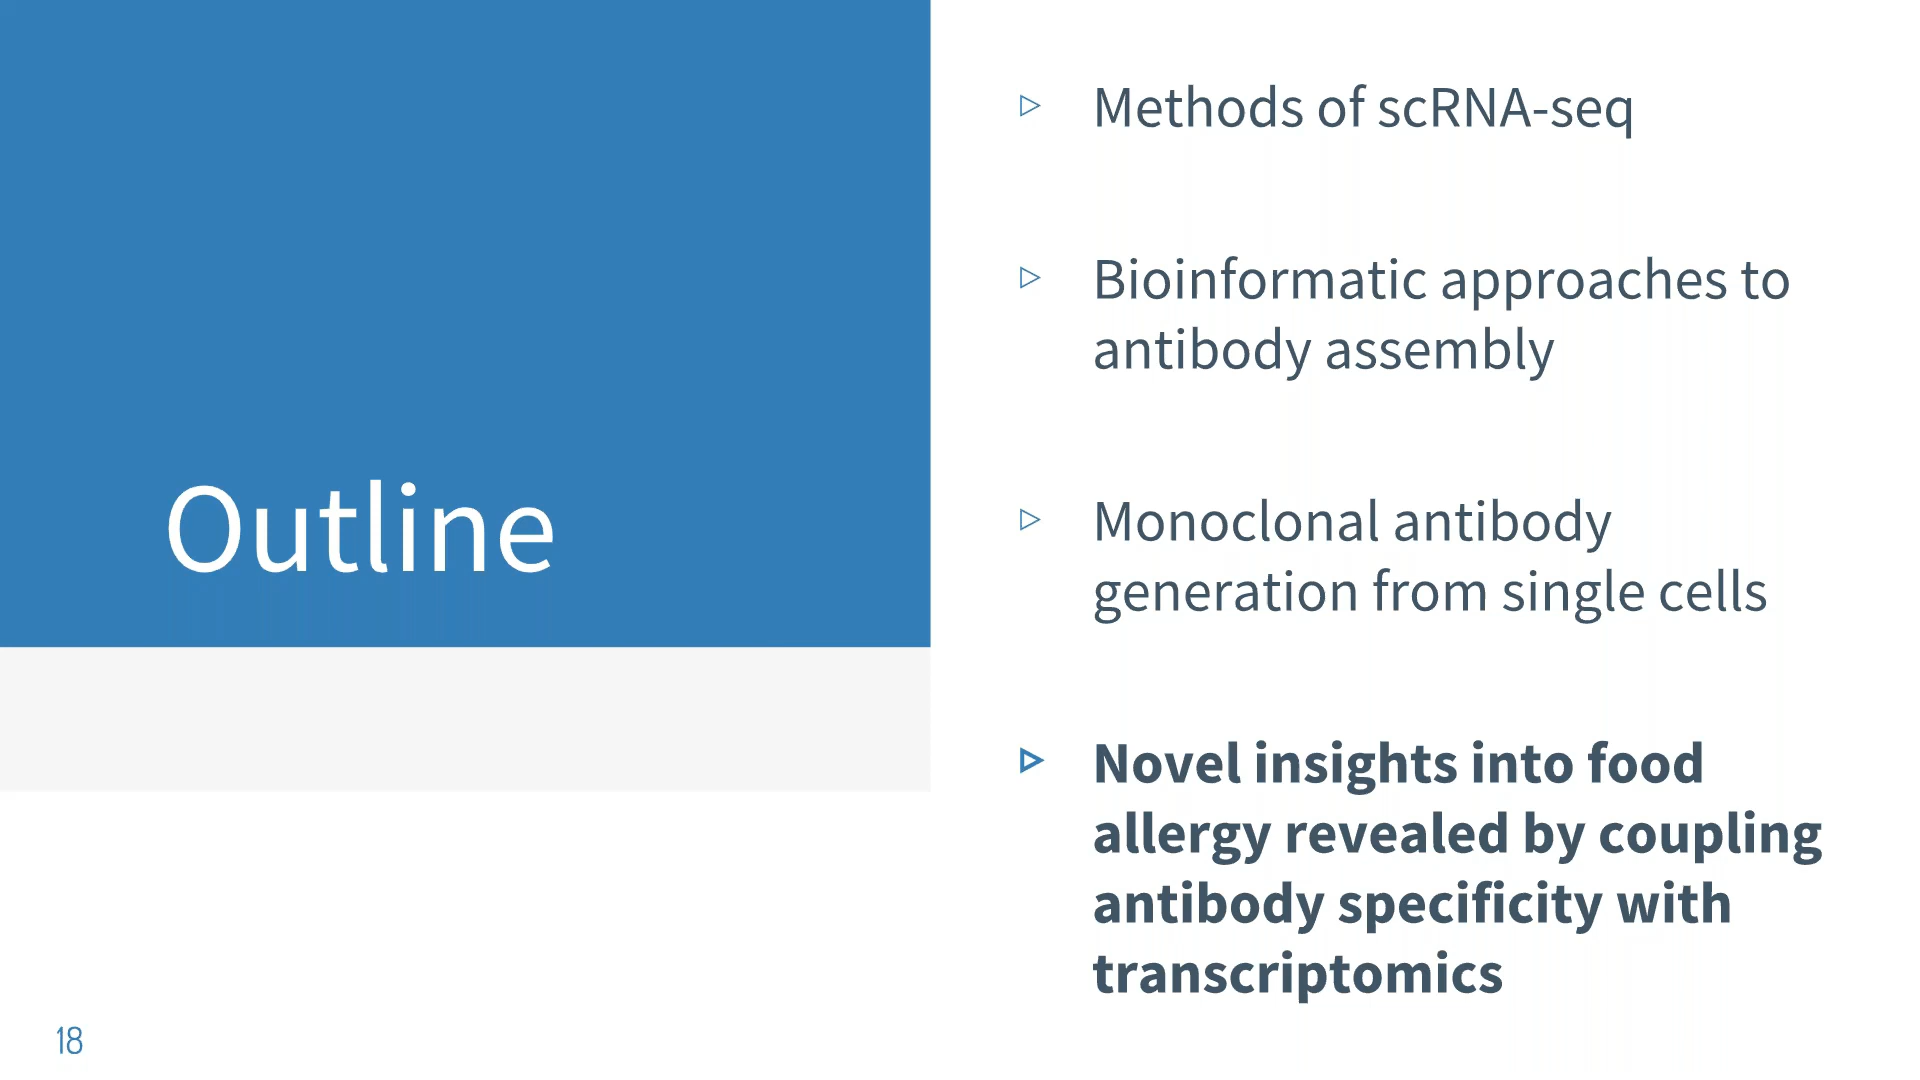 Outline
▷ Methods of scRNA-seq
▷ Bioinformatic approaches to
antibody assembly
▷ Monoclonal antibody
generation from single cells
▷ Novel insights into food
allergy revealed by coupling
antibody specificity with
transcriptomics
18